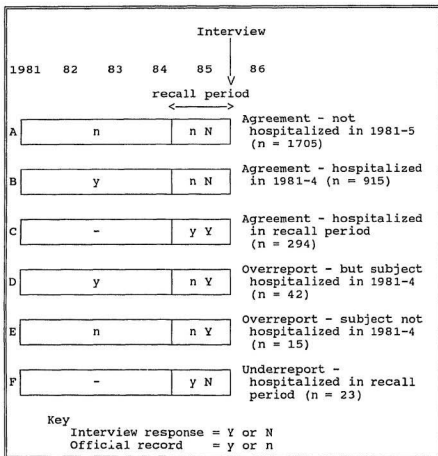 Interview
1981 82 83 84 85 86
recall period
A n n N Agreement - not
hospitalized in 1981-5
(n = 1705)
B y n N Agreement - hospitalized
in 1981-4 (n = 915)
C - y Y Agreement - hospitalized
in recall period
(n = 294)
D y n Y Overreport - but subject
hospitalized in 1981-4
(n = 42)
E n n Y Overreport - subject not
hospitalized in 1981-4
(n = 15)
F - y N Underreport -
hospitalized in recall
period (n = 23)
Key
Interview response = Y or N
Official record = y or n